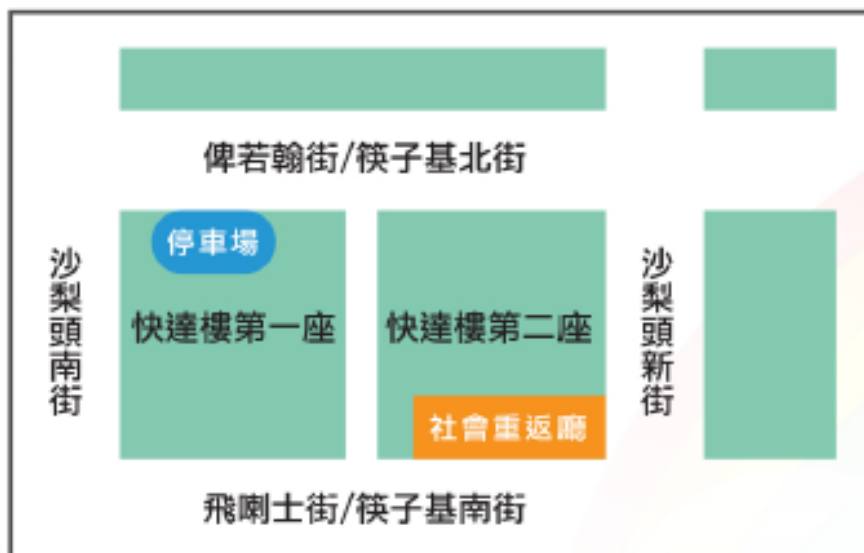 俾若翰街/筷子基北街
停車場
沙梨頭南街
快達樓第一座
快達樓第二座
沙梨頭新街
社會重返廳
飛喇士街/筷子基南街